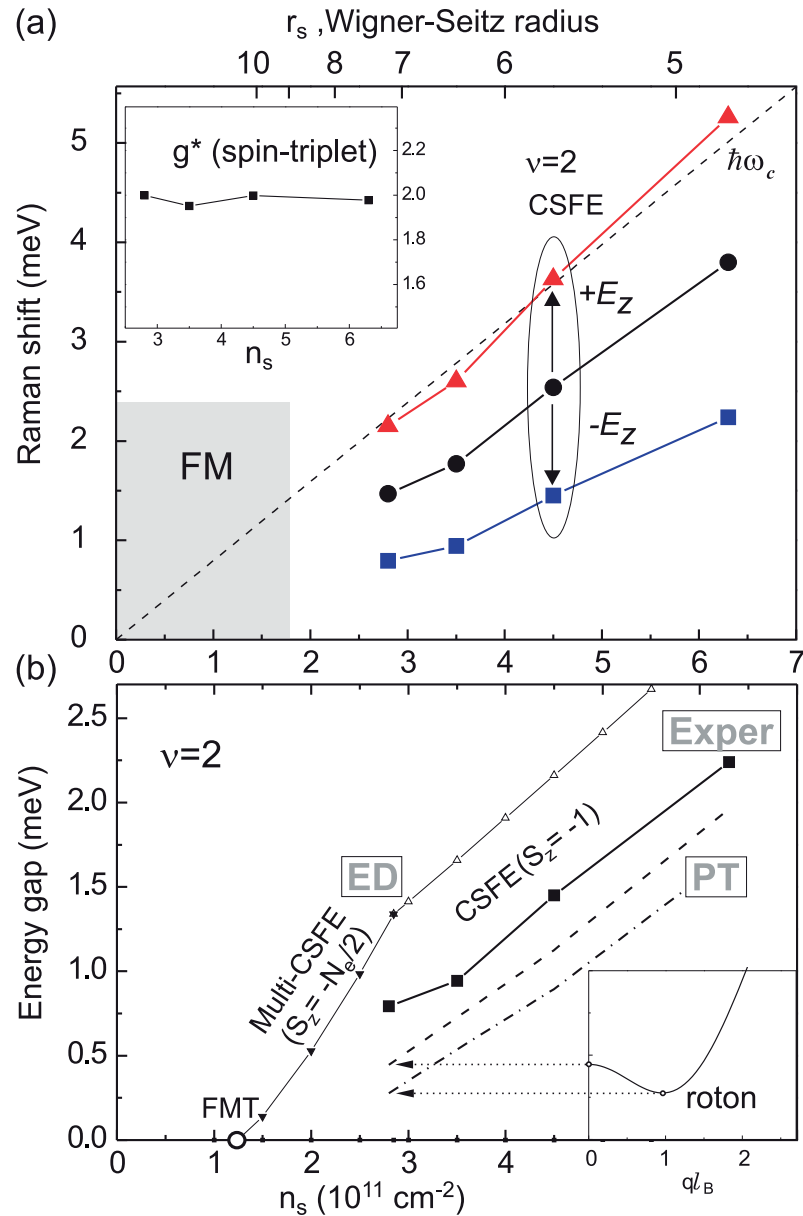 (a)
r_s ,Wigner-Seitz radius
10 8 7 6 5
Raman shift (meV)
5
4
3
2
1
0
g* (spin-triplet)
2.2
2.0
1.8
1.6
3 4 5 6
n_s
ν=2
CSFE
ħω_c
+E_Z
-E_Z
FM
0 1 2 3 4 5 6 7
(b)
Energy gap (meV)
2.5
2.0
1.5
1.0
0.5
0.0
ν=2
Exper
ED
CSFE(S_z= -1)
PT
Multi-CSFE
(S_z= -N_e/2)
FMT
roton
0 1 2
ql_B
0 1 2 3 4 5 6 7
n_s (10^11 cm^-2)